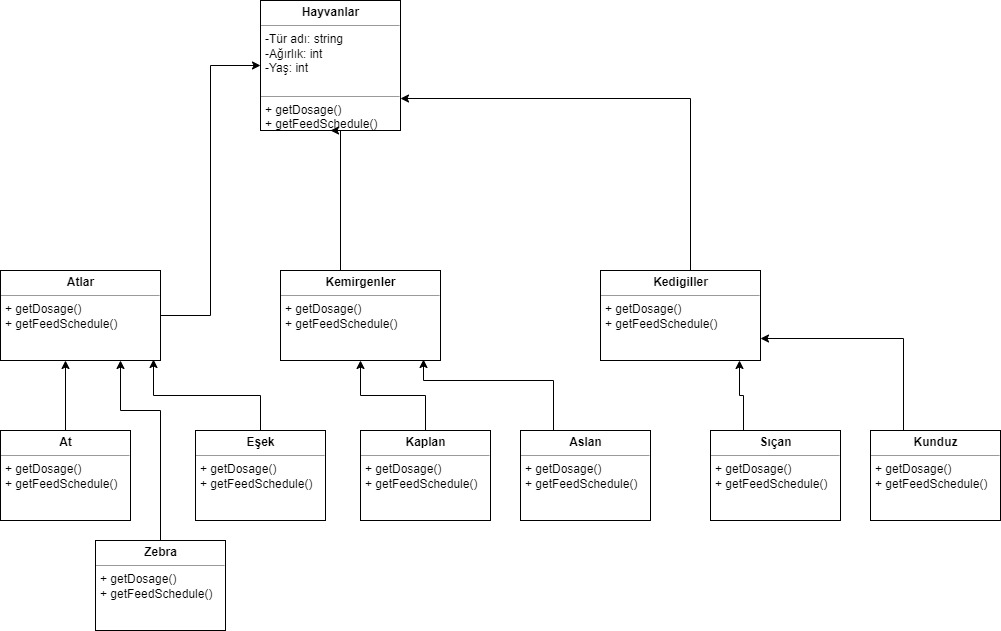 Hayvanlar
-Tür adı: string
-Ağırlık: int
-Yaş: int
+ getDosage()
+ getFeedSchedule()
Atlar
+ getDosage()
+ getFeedSchedule()
Kemirgenler
+ getDosage()
+ getFeedSchedule()
Kedigiller
+ getDosage()
+ getFeedSchedule()
At
+ getDosage()
+ getFeedSchedule()
Eşek
+ getDosage()
+ getFeedSchedule()
Kaplan
+ getDosage()
+ getFeedSchedule()
Aslan
+ getDosage()
+ getFeedSchedule()
Sıçan
+ getDosage()
+ getFeedSchedule()
Kunduz
+ getDosage()
+ getFeedSchedule()
Zebra
+ getDosage()
+ getFeedSchedule()